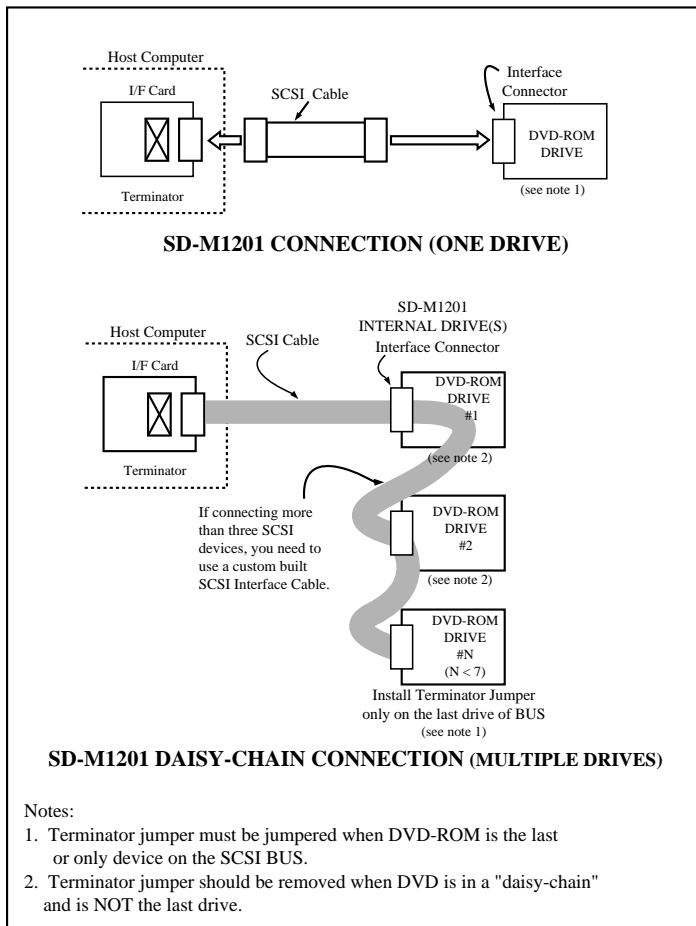 Host Computer
I/F Card
Terminator
SCSI Cable
Interface
Connector
DVD-ROM
DRIVE
(see note 1)
SD-M1201 CONNECTION (ONE DRIVE)
Host Computer
I/F Card
Terminator
SCSI Cable
SD-M1201
INTERNAL DRIVE(S)
Interface Connector
DVD-ROM
DRIVE
#1
(see note 2)
If connecting more
than three SCSI
devices, you need to
use a custom built
SCSI Interface Cable.
DVD-ROM
DRIVE
#2
(see note 2)
DVD-ROM
DRIVE
#N
(N < 7)
Install Terminator Jumper
only on the last drive of BUS
(see note 1)
SD-M1201 DAISY-CHAIN CONNECTION (MULTIPLE DRIVES)
Notes:
1. Terminator jumper must be jumpered when DVD-ROM is the last
or only device on the SCSI BUS.
2. Terminator jumper should be removed when DVD is in a "daisy-chain"
and is NOT the last drive.